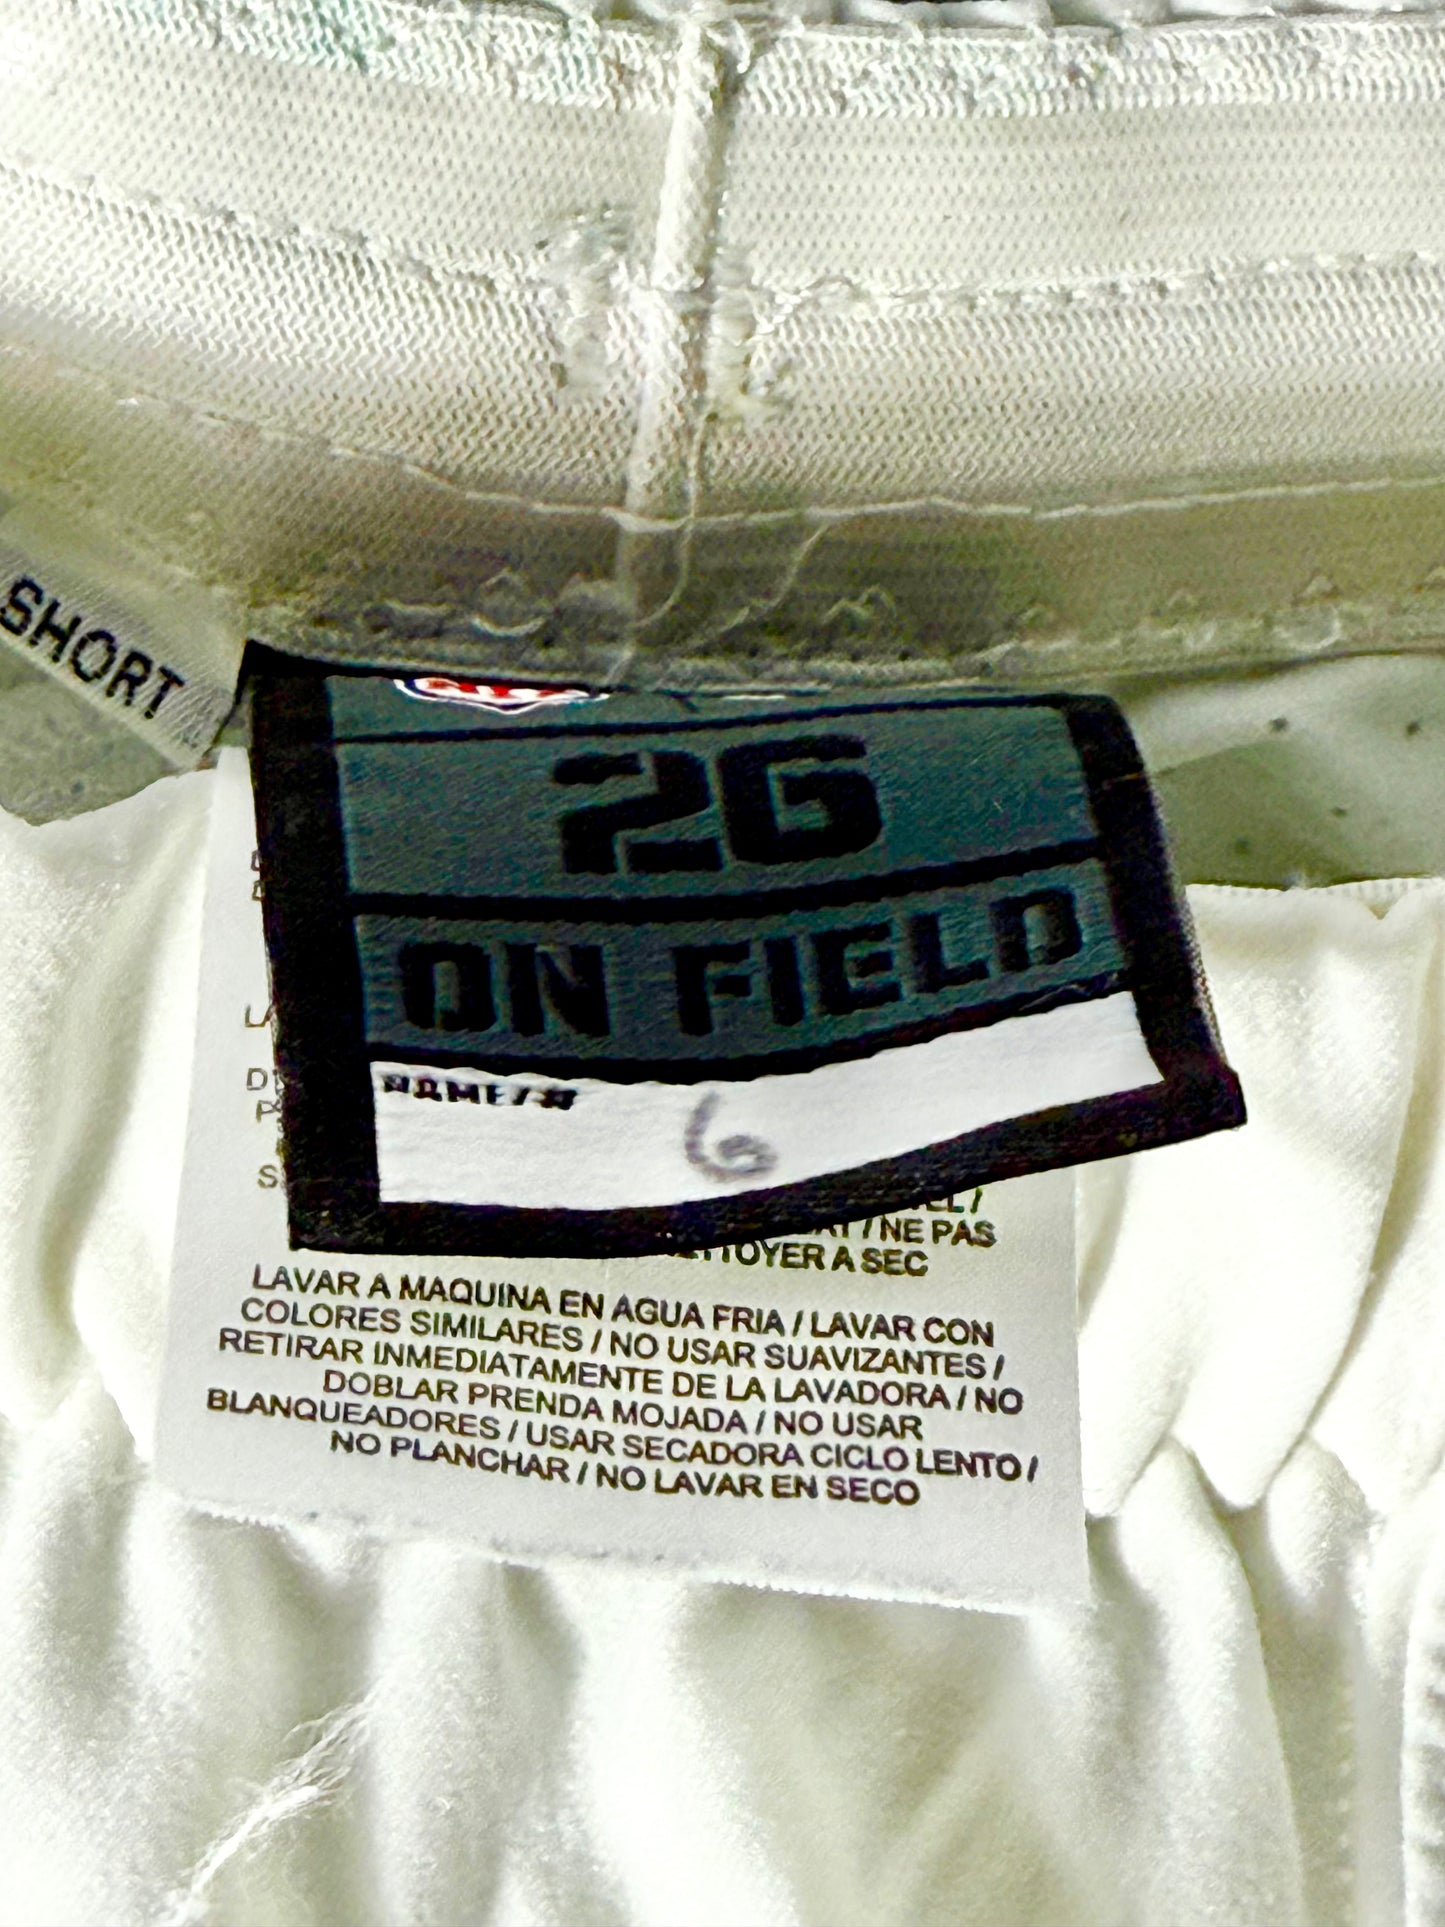 SHORT
26
ON FIELD
NAME/#
6
NE PAS
NETTOYER A SEC
LAVAR A MAQUINA EN AGUA FRIA / LAVAR CON
COLORES SIMILARES / NO USAR SUAVIZANTES /
RETIRAR INMEDIATAMENTE DE LA LAVADORA / NO
DOBLAR PRENDA MOJADA / NO USAR
BLANQUEADORES / USAR SECADORA CICLO LENTO /
NO PLANCHAR / NO LAVAR EN SECO